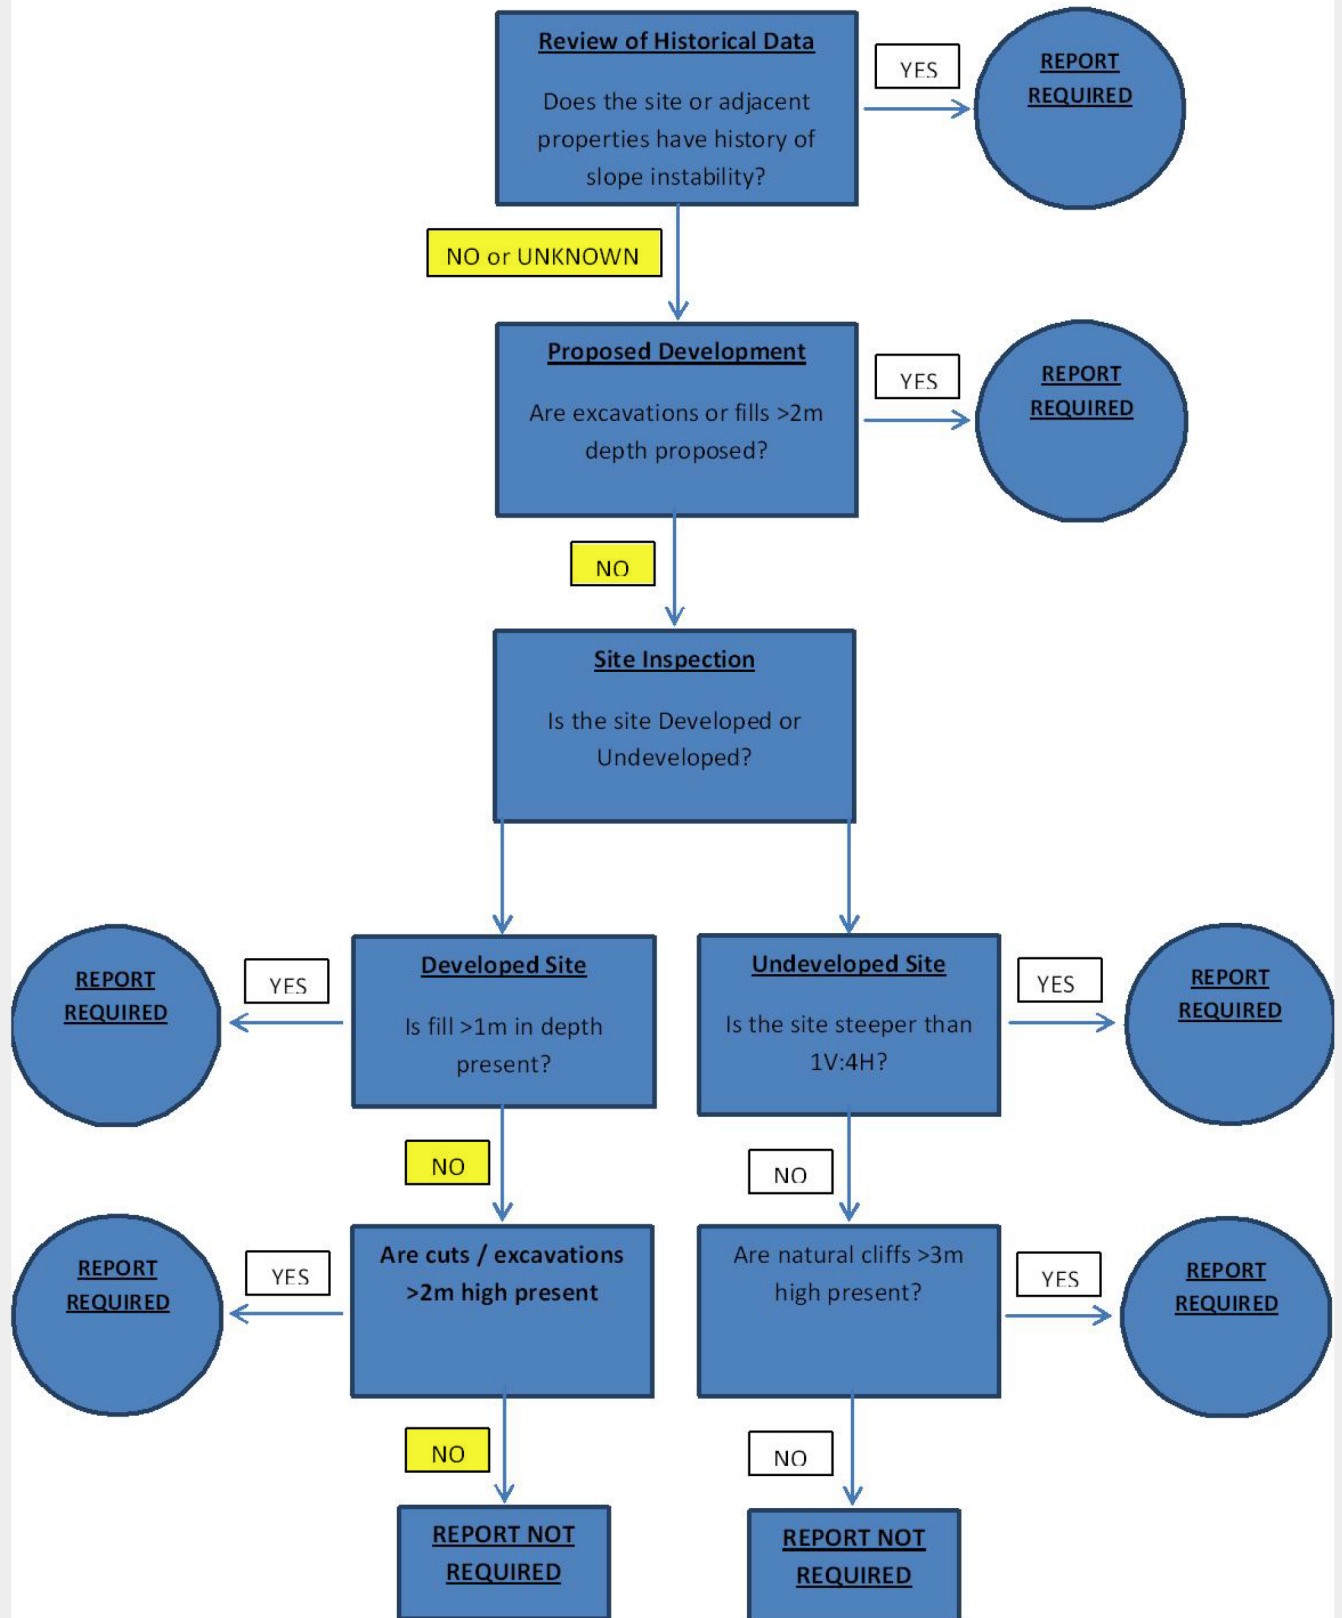 Review of Historical Data
Does the site or adjacent
properties have history of
slope instability?
YES
REPORT
REQUIRED
NO or UNKNOWN
Proposed Development
Are excavations or fills >2m
depth proposed?
YES
REPORT
REQUIRED
NO
Site Inspection
Is the site Developed or
Undeveloped?
Developed Site
Is fill >1m in depth
present?
YES
REPORT
REQUIRED
Undeveloped Site
Is the site steeper than
1V:4H?
YES
REPORT
REQUIRED
NO
NO
Are cuts / excavations
>2m high present
YES
REPORT
REQUIRED
Are natural cliffs >3m
high present?
YES
REPORT
REQUIRED
NO
NO
REPORT NOT
REQUIRED
REPORT NOT
REQUIRED